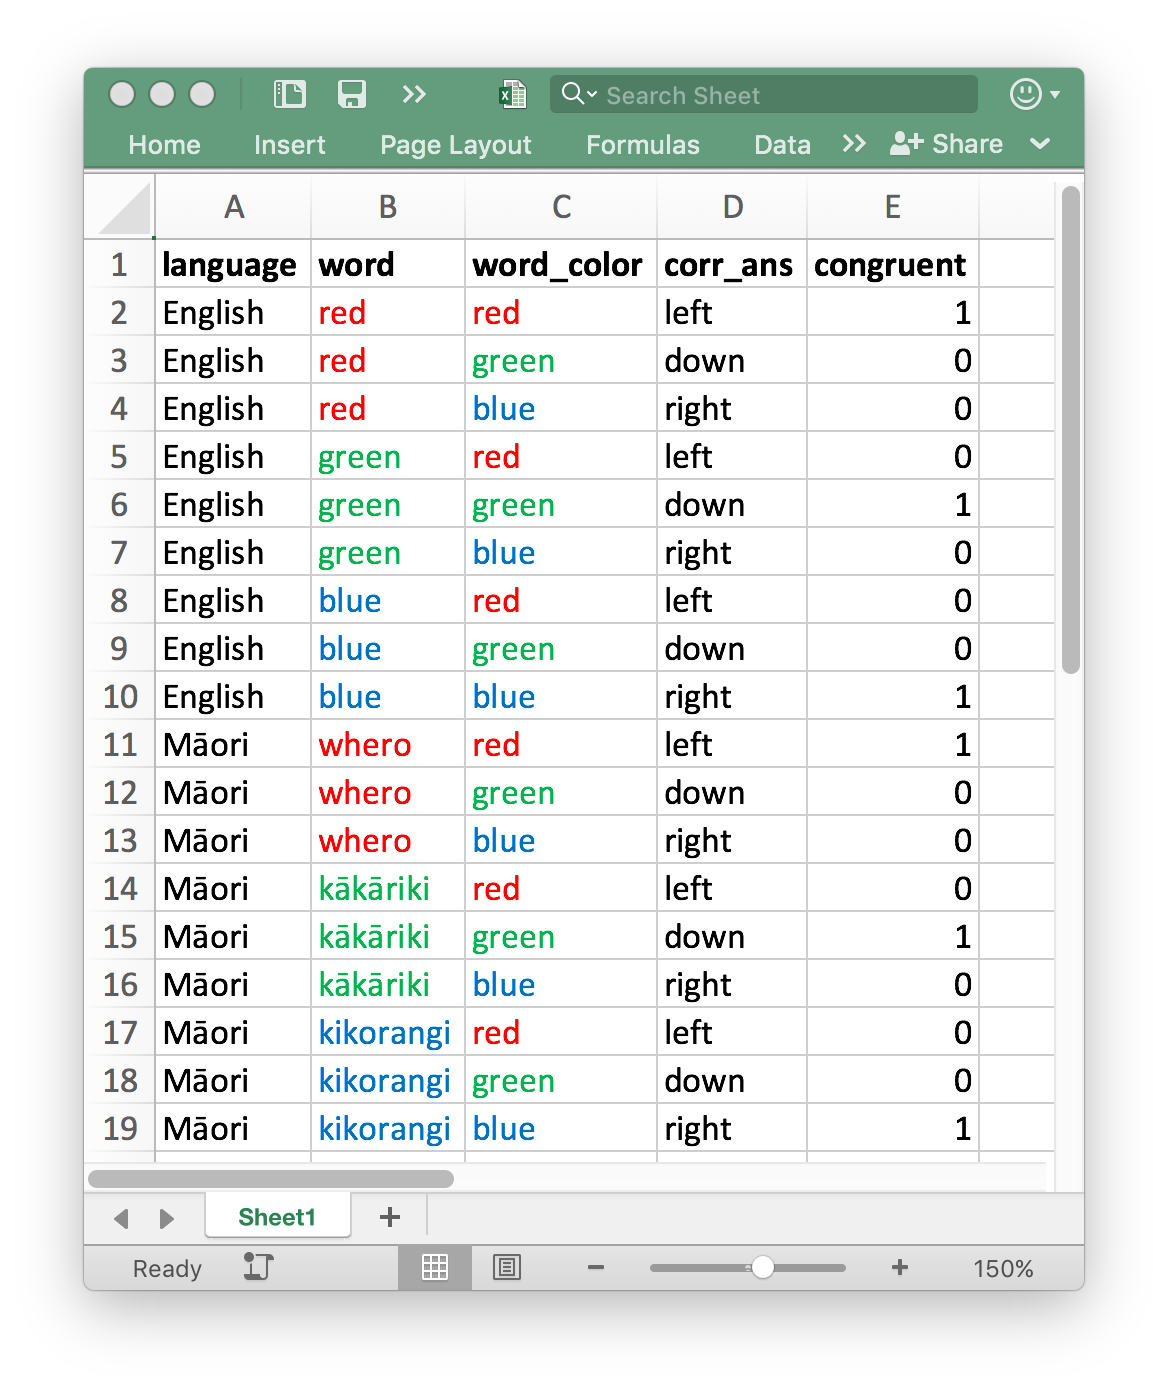 Search Sheet
Home Insert Page Layout Formulas Data Share
A B C D E
1 language word word_color corr_ans congruent
2 English red red left 1
3 English red green down 0
4 English red blue right 0
5 English green red left 0
6 English green green down 1
7 English green blue right 0
8 English blue red left 0
9 English blue green down 0
10 English blue blue right 1
11 Māori whero red left 1
12 Māori whero green down 0
13 Māori whero blue right 0
14 Māori kākāriki red left 0
15 Māori kākāriki green down 1
16 Māori kākāriki blue right 0
17 Māori kikorangi red left 0
18 Māori kikorangi green down 0
19 Māori kikorangi blue right 1
Sheet1 +
Ready 150%